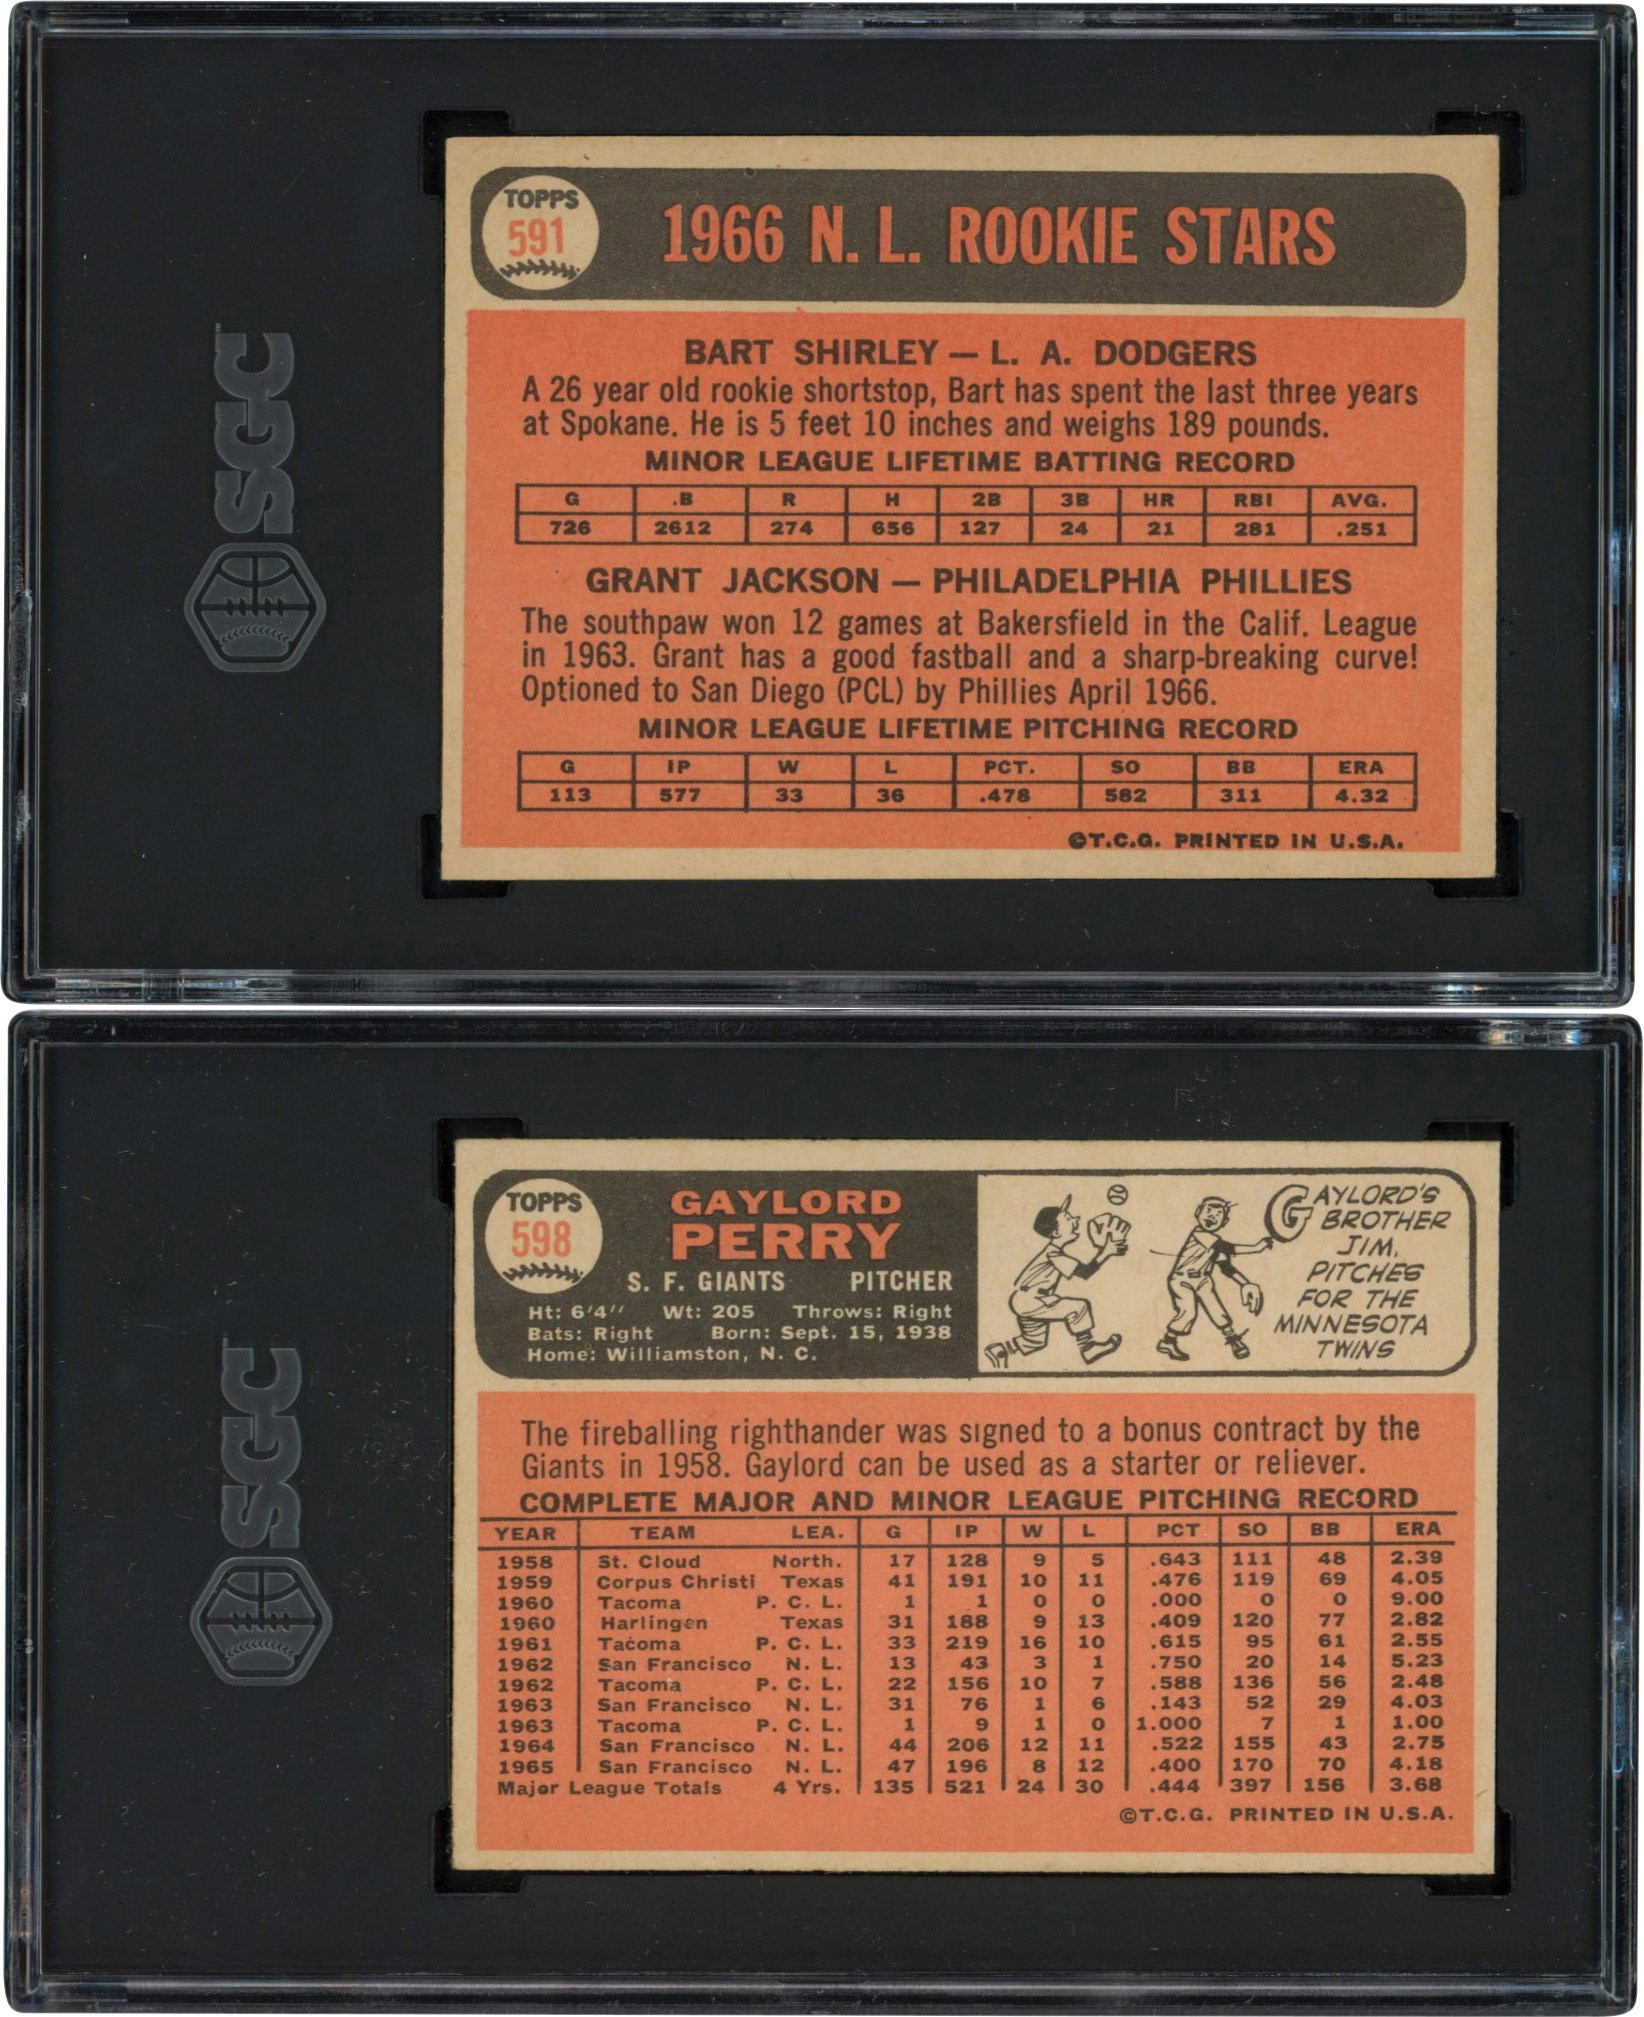 SGC
TOPPS
591
1966 N. L. ROOKIE STARS
BART SHIRLEY — L. A. DODGERS
A 26 year old rookie shortstop, Bart has spent the last three years
at Spokane. He is 5 feet 10 inches and weighs 189 pounds.
MINOR LEAGUE LIFETIME BATTING RECORD
G .B R H 2B 3B HR RBI AVG.
726 2612 274 656 127 24 21 281 .251
GRANT JACKSON — PHILADELPHIA PHILLIES
The southpaw won 12 games at Bakersfield in the Calif. League
in 1963. Grant has a good fastball and a sharp-breaking curve!
Optioned to San Diego (PCL) by Phillies April 1966.
MINOR LEAGUE LIFETIME PITCHING RECORD
G IP W L PCT. SO BB ERA
113 577 33 36 .478 582 311 4.32
©T.C.G. PRINTED IN U.S.A.
SGC
TOPPS
598
GAYLORD
PERRY
S. F. GIANTS PITCHER
Ht: 6'4" Wt: 205 Throws: Right
Bats: Right Born: Sept. 15, 1938
Home: Williamston, N. C.
GAYLORD'S
BROTHER
JIM,
PITCHES
FOR THE
MINNESOTA
TWINS
The fireballing righthander was signed to a bonus contract by the
Giants in 1958. Gaylord can be used as a starter or reliever.
COMPLETE MAJOR AND MINOR LEAGUE PITCHING RECORD
YEAR TEAM LEA. G IP W L PCT SO BB ERA
1958 St. Cloud North. 17 128 9 5 .643 111 48 2.39
1959 Corpus Christi Texas 41 191 10 11 .476 119 69 4.05
1960 Tacoma P. C. L. 1 1 0 0 .000 0 0 9.00
1960 Harlingen Texas 31 188 9 13 .409 120 77 2.82
1961 Tacoma P. C. L. 33 219 16 10 .615 95 61 2.55
1962 San Francisco N. L. 13 43 3 1 .750 20 14 5.23
1962 Tacoma P. C. L. 22 156 10 7 .588 136 56 2.48
1963 San Francisco N. L. 31 76 1 6 .143 52 29 4.03
1963 Tacoma P. C. L. 1 9 1 0 1.000 7 1 1.00
1964 San Francisco N. L. 44 206 12 11 .522 155 43 2.75
1965 San Francisco N. L. 47 196 8 12 .400 170 70 4.18
Major League Totals 4 Yrs. 135 521 24 30 .444 397 156 3.68
©T.C.G. PRINTED IN U.S.A.